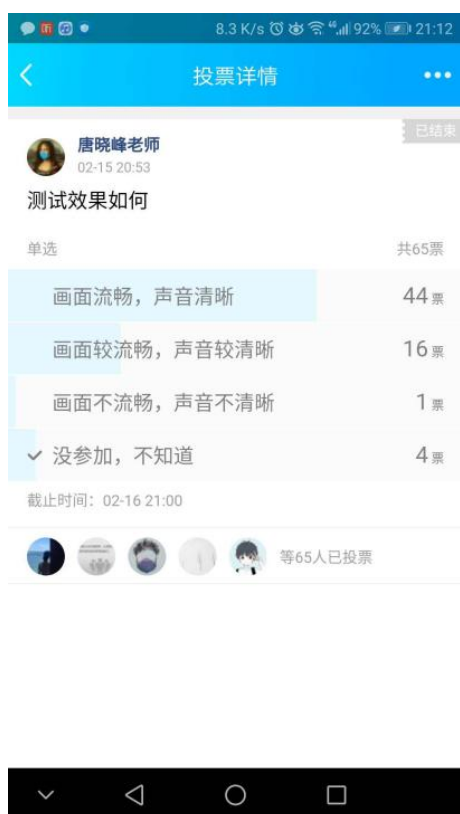 8.3 K/s 46 92% 21:12
投票详情
已结束
唐晓峰老师
02-15 20:53
测试效果如何
单选 共65票
画面流畅，声音清晰 44票
画面较流畅，声音较清晰 16票
画面不流畅，声音不清晰 1票
没参加，不知道 4票
截止时间：02-16 21:00
等65人已投票